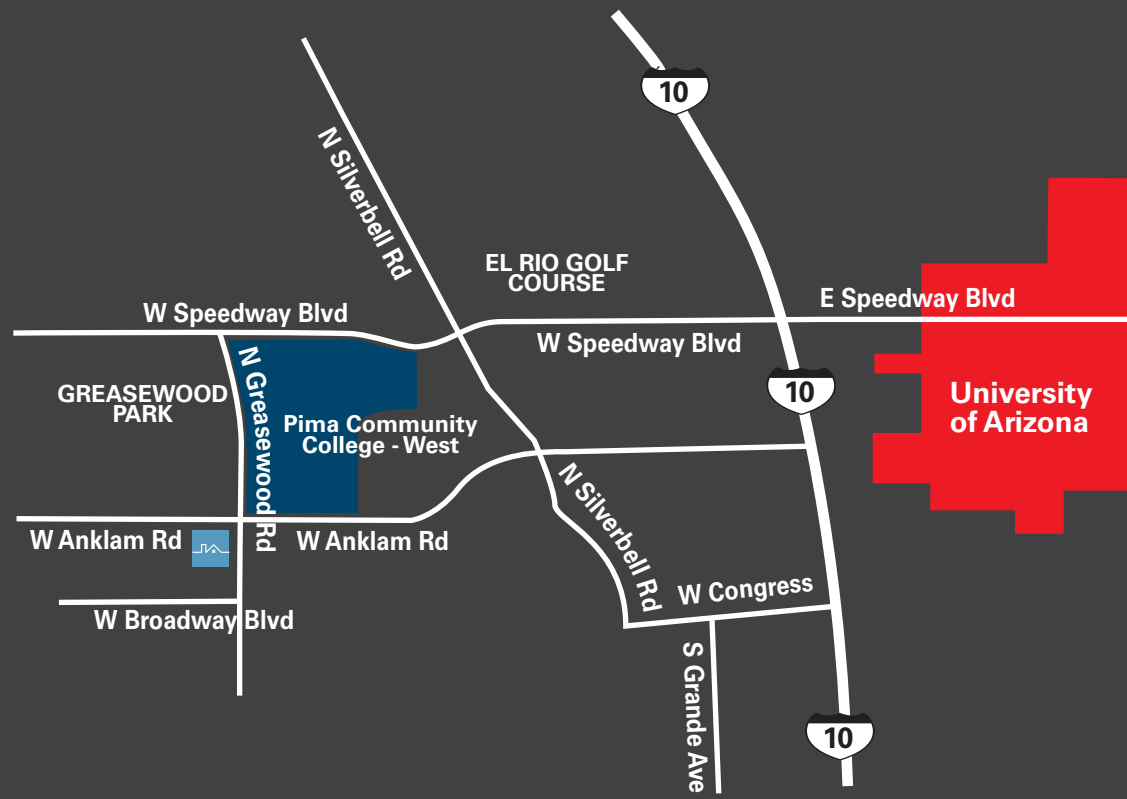 10
N Silverbell Rd
EL RIO GOLF
COURSE
E Speedway Blvd
W Speedway Blvd
W Speedway Blvd
N Greasewood Rd
GREASEWOOD
PARK
10
University
of Arizona
Pima Community
College - West
N Silverbell Rd
W Anklam Rd
W Anklam Rd
W Congress
W Broadway Blvd
S Grande Ave
10